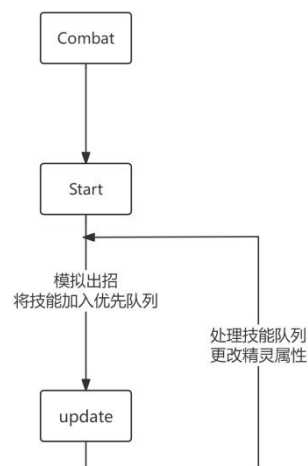 Combat
Start
模拟出招
将技能加入优先队列
处理技能队列
更改精灵属性
update